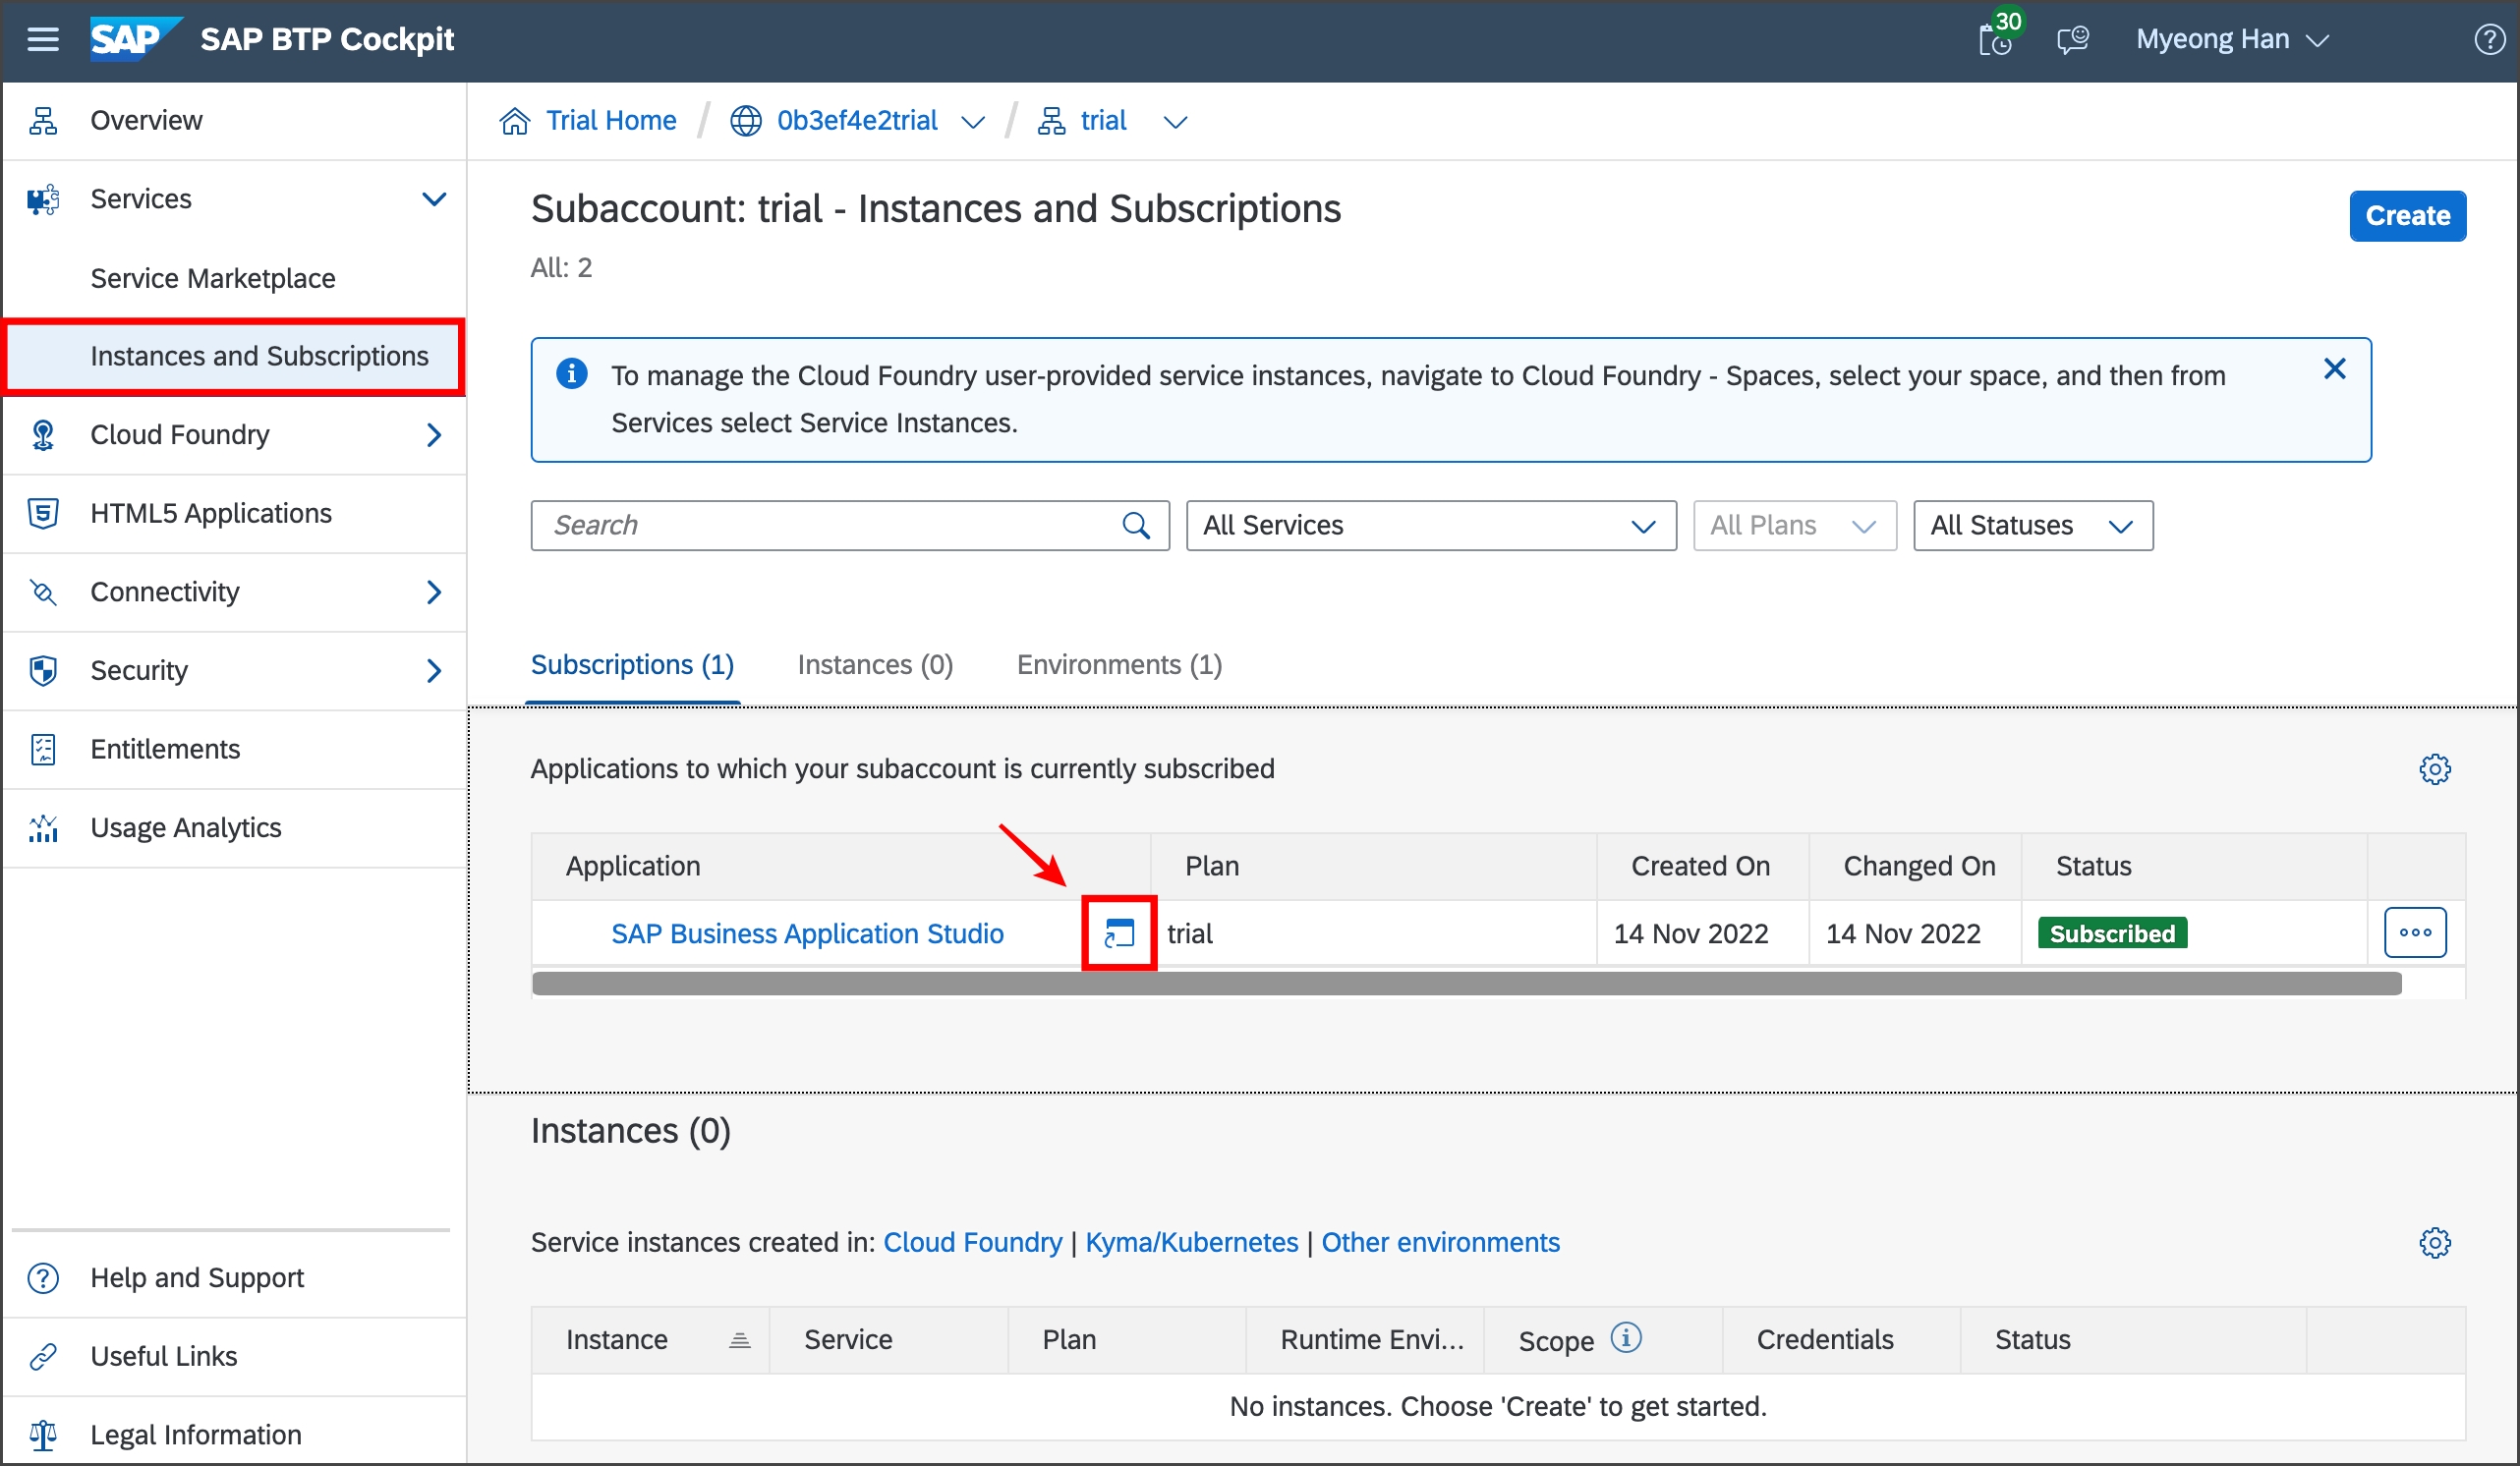 SAP SAP BTP Cockpit
30
Myeong Han
Overview
Services
Service Marketplace
Instances and Subscriptions
Cloud Foundry
HTML5 Applications
Connectivity
Security
Entitlements
Usage Analytics
Help and Support
Useful Links
Legal Information
Trial Home / 0b3ef4e2trial / trial
Subaccount: trial - Instances and Subscriptions
Create
All: 2
To manage the Cloud Foundry user-provided service instances, navigate to Cloud Foundry - Spaces, select your space, and then from
Services select Service Instances.
Search
All Services
All Plans
All Statuses
Subscriptions (1) Instances (0) Environments (1)
Applications to which your subaccount is currently subscribed
Application Plan Created On Changed On Status
SAP Business Application Studio trial 14 Nov 2022 14 Nov 2022 Subscribed
Instances (0)
Service instances created in: Cloud Foundry | Kyma/Kubernetes | Other environments
Instance Service Plan Runtime Envi... Scope Credentials Status
No instances. Choose 'Create' to get started.